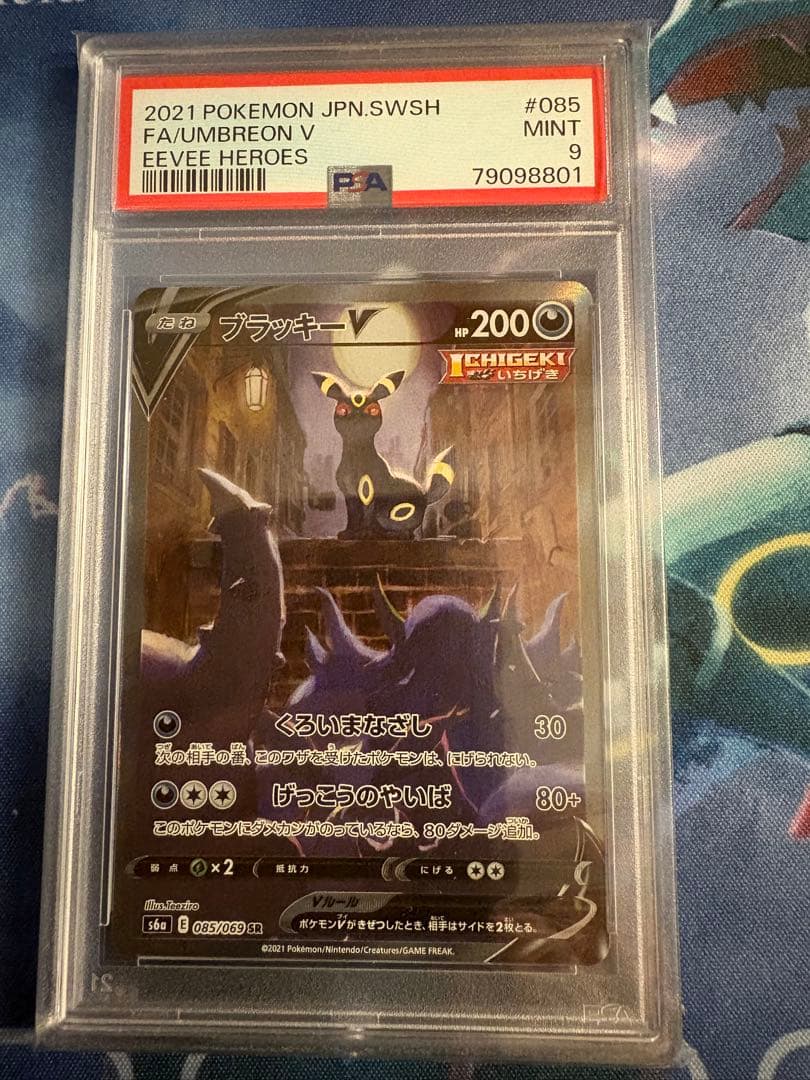 2021 POKEMON JPN.SWSH #085
FA/UMBREON V MINT
EEVEE HEROES 9
PSA 79098801
たね ブラッキーV HP 200
ICHIGEKI
いちげき
くろいまなざし 30
次の相手の番、このワザを受けたポケモンは、にげられない。
げっこうのやいば 80+
このポケモンにダメカンがのっているなら、80ダメージ追加。
弱点 ×2 抵抗力 にげる
Illus.Teeziro
Vルール
s6a E 085/069 SR ポケモンVがきぜつしたとき、相手はサイドを2枚とる。
©2021 Pokémon/Nintendo/Creatures/GAME FREAK.